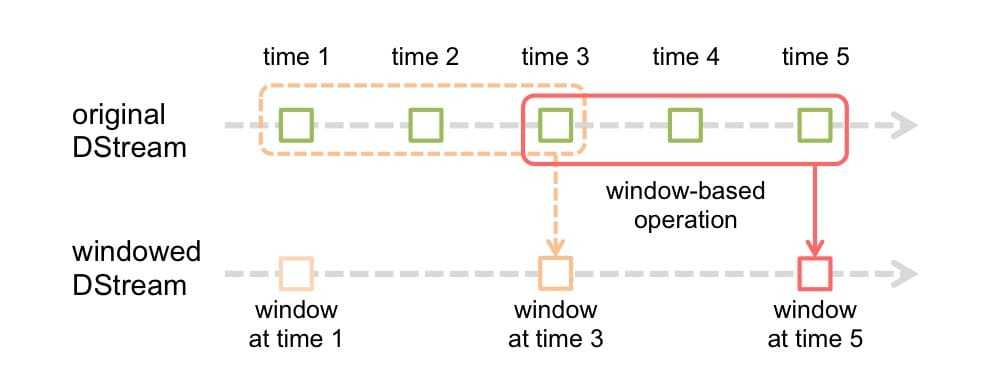 time 1
time 2
time 3
time 4
time 5
original
DStream
window-based
operation
windowed
DStream
window
at time 1
window
at time 3
window
at time 5